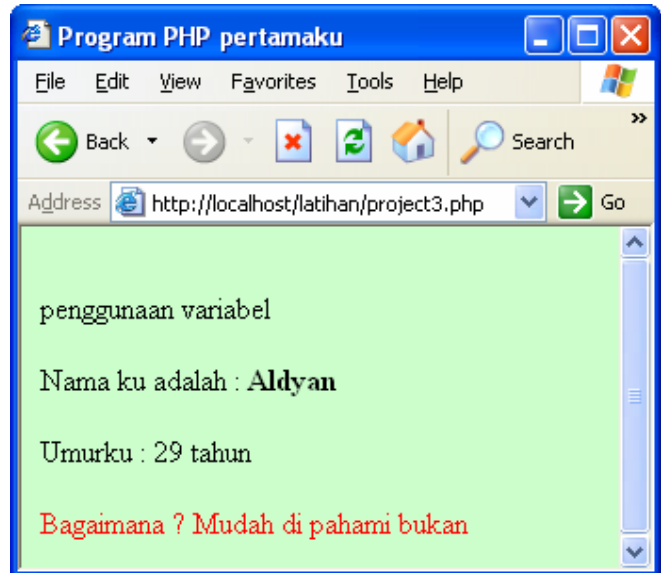 Program PHP pertamaku
File Edit View Favorites Tools Help
Back Search »
Address http://localhost/latihan/project3.php Go
penggunaan variabel
Nama ku adalah : Aldyan
Umurku : 29 tahun
Bagaimana ? Mudah di pahami bukan